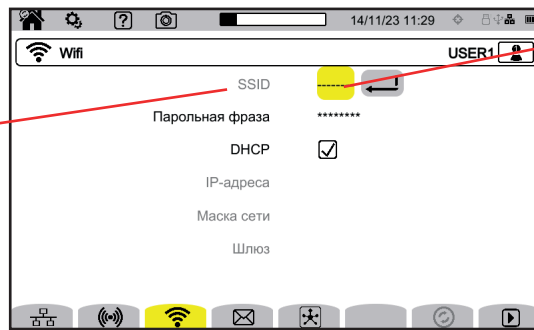 14/11/23 11:29
Wifi USER1
SSID ------
Парольная фраза ********
DHCP
IP-адреса
Маска сети
Шлюз